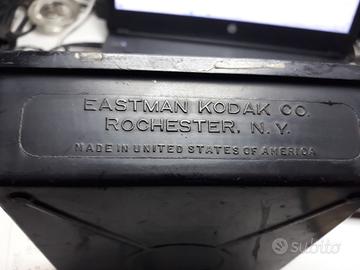 EASTMAN KODAK CO.
ROCHESTER, N.Y.
MADE IN UNITED STATES OF AMERICA
subito